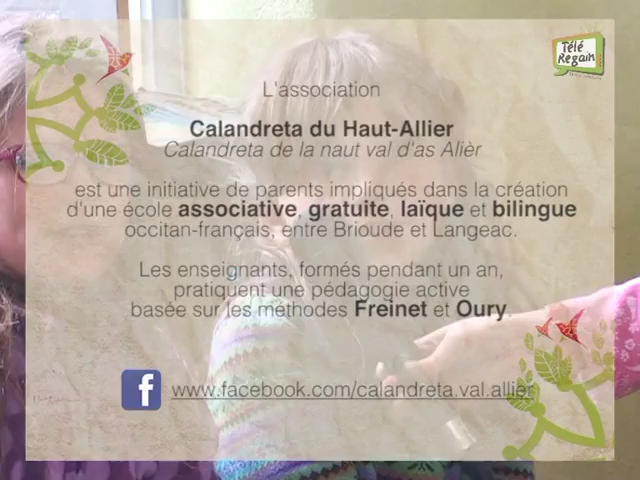 Télé
Regain
L'association
Calandreta du Haut-Allier
Calandreta de la naut val d'as Alièr
est une initiative de parents impliqués dans la création
d'une école associative, gratuite, laïque et bilingue
occitan-français, entre Brioude et Langeac.
Les enseignants, formés pendant un an,
pratiquent une pédagogie active
basée sur les méthodes Freinet et Oury.
f www.facebook.com/calandreta.val.allier